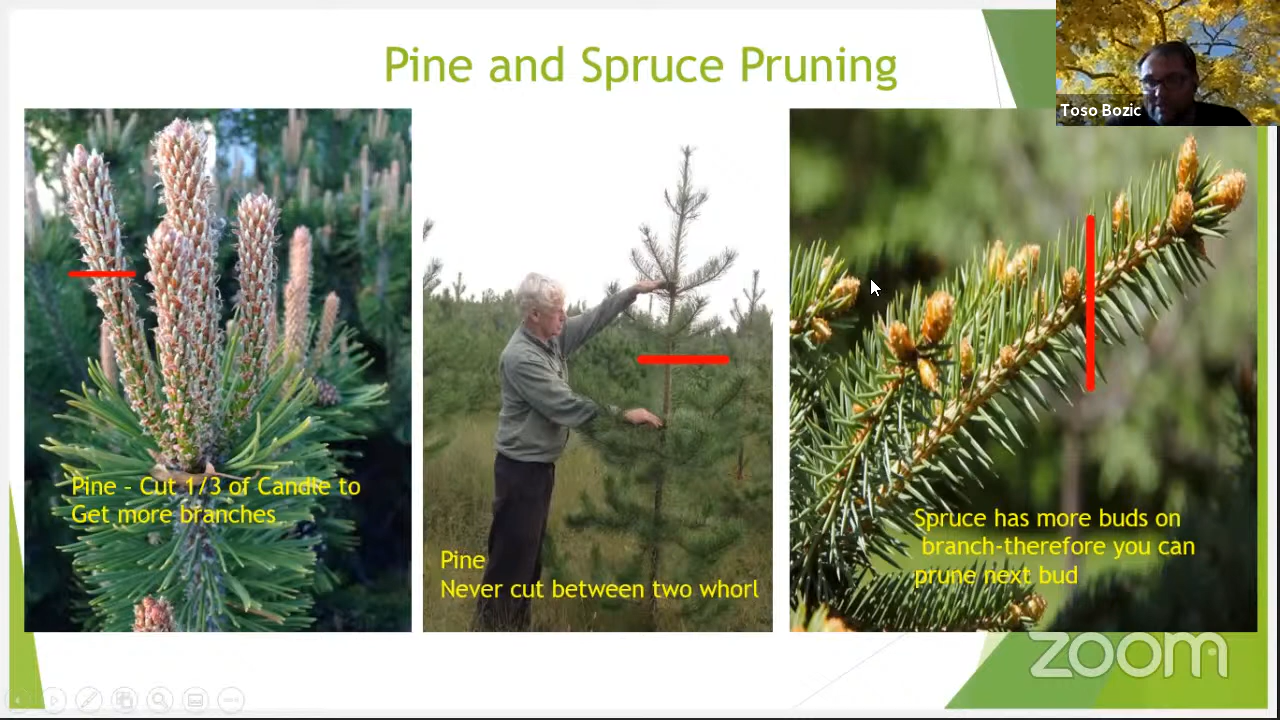 Pine and Spruce Pruning
Toso Bozic
Pine – Cut 1/3 of Candle to
Get more branches
Pine
Never cut between two whorl
Spruce has more buds on
branch-therefore you can
prune next bud
zoom